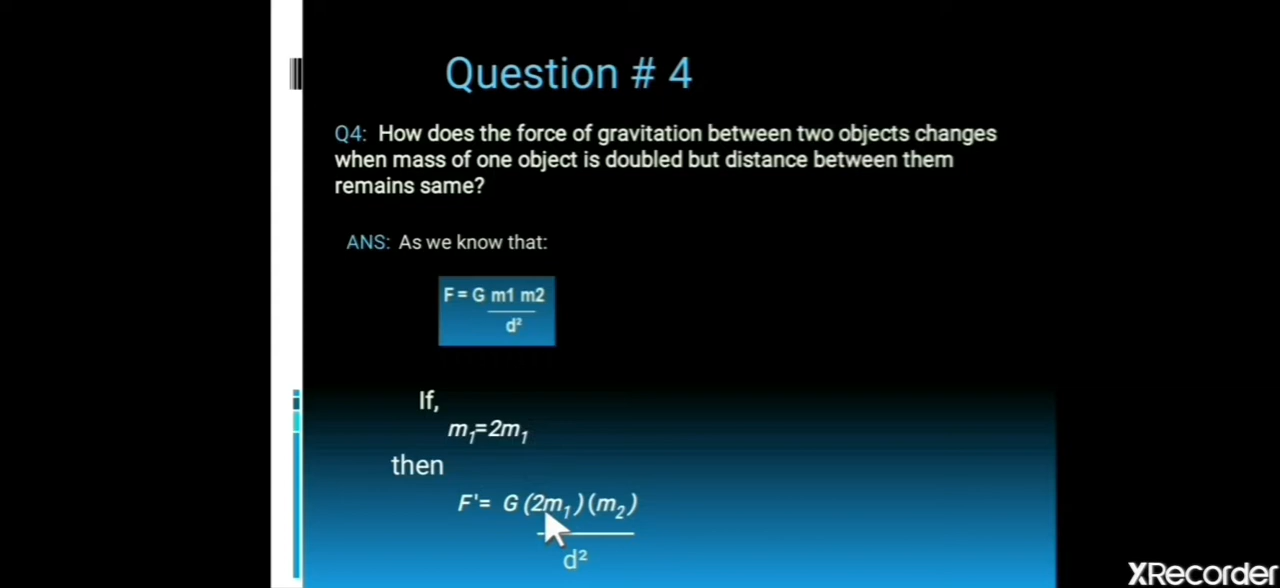 Question # 4
Q4: How does the force of gravitation between two objects changes
when mass of one object is doubled but distance between them
remains same?
ANS: As we know that:
F = G m1 m2
d²
If,
m₁=2m₁
then
F'= G (2m₁) (m₂)
d²
XRecorder